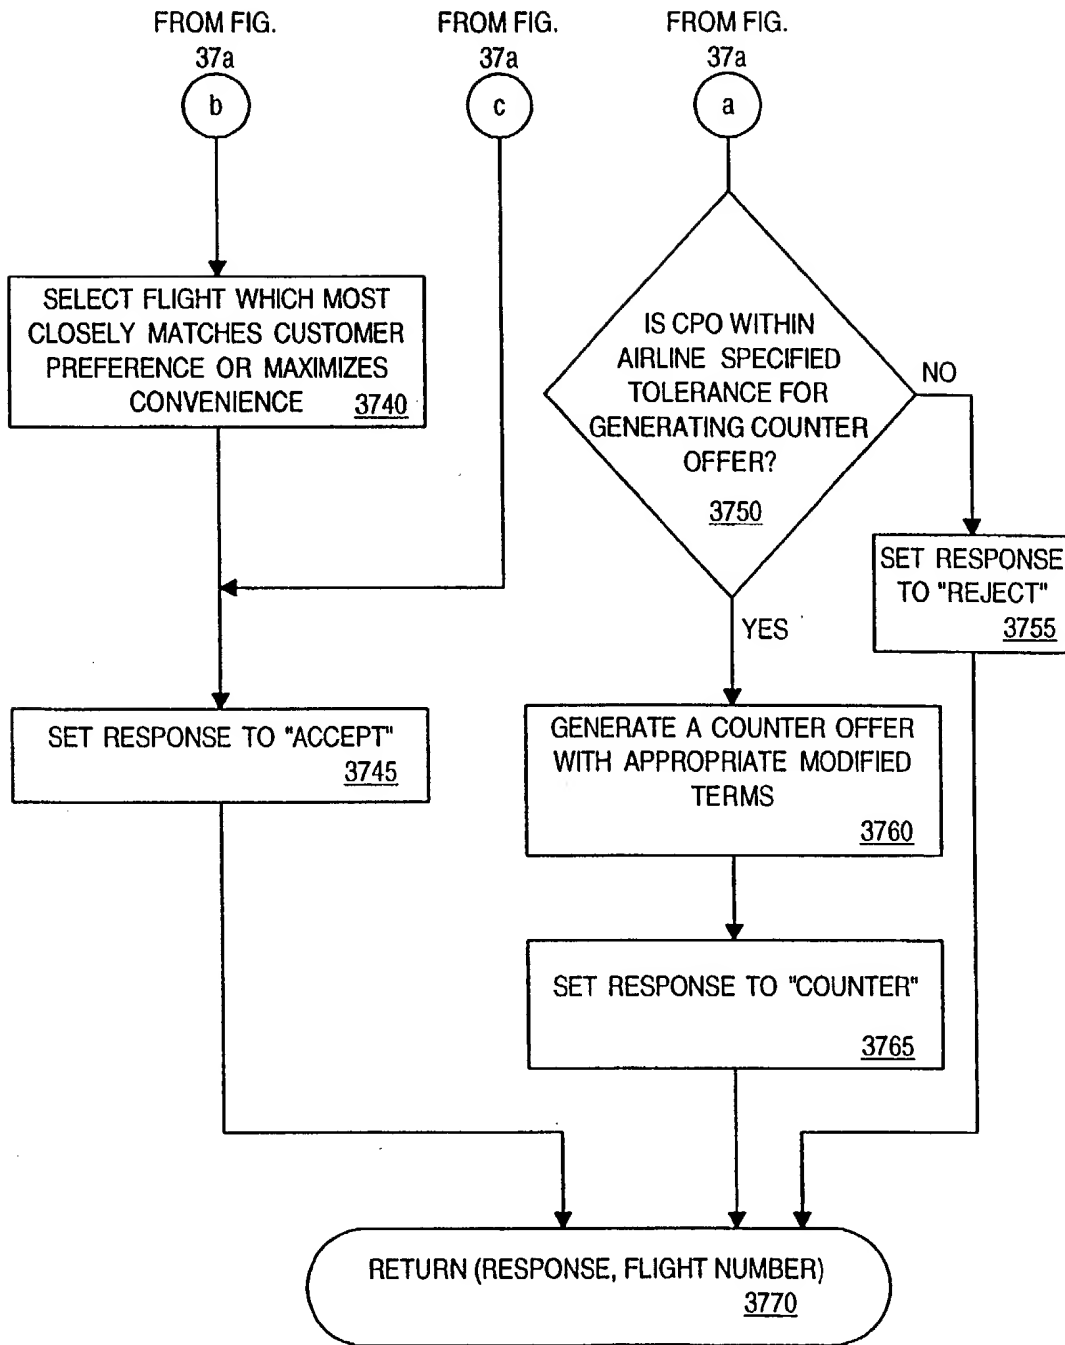 FROM FIG.
37a
b
FROM FIG.
37a
c
FROM FIG.
37a
a
SELECT FLIGHT WHICH MOST
CLOSELY MATCHES CUSTOMER
PREFERENCE OR MAXIMIZES
CONVENIENCE 3740
IS CPO WITHIN
AIRLINE SPECIFIED
TOLERANCE FOR
GENERATING COUNTER
OFFER?
3750
NO
SET RESPONSE
TO "REJECT"
3755
YES
SET RESPONSE TO "ACCEPT"
3745
GENERATE A COUNTER OFFER
WITH APPROPRIATE MODIFIED
TERMS
3760
SET RESPONSE TO "COUNTER"
3765
RETURN (RESPONSE, FLIGHT NUMBER)
3770